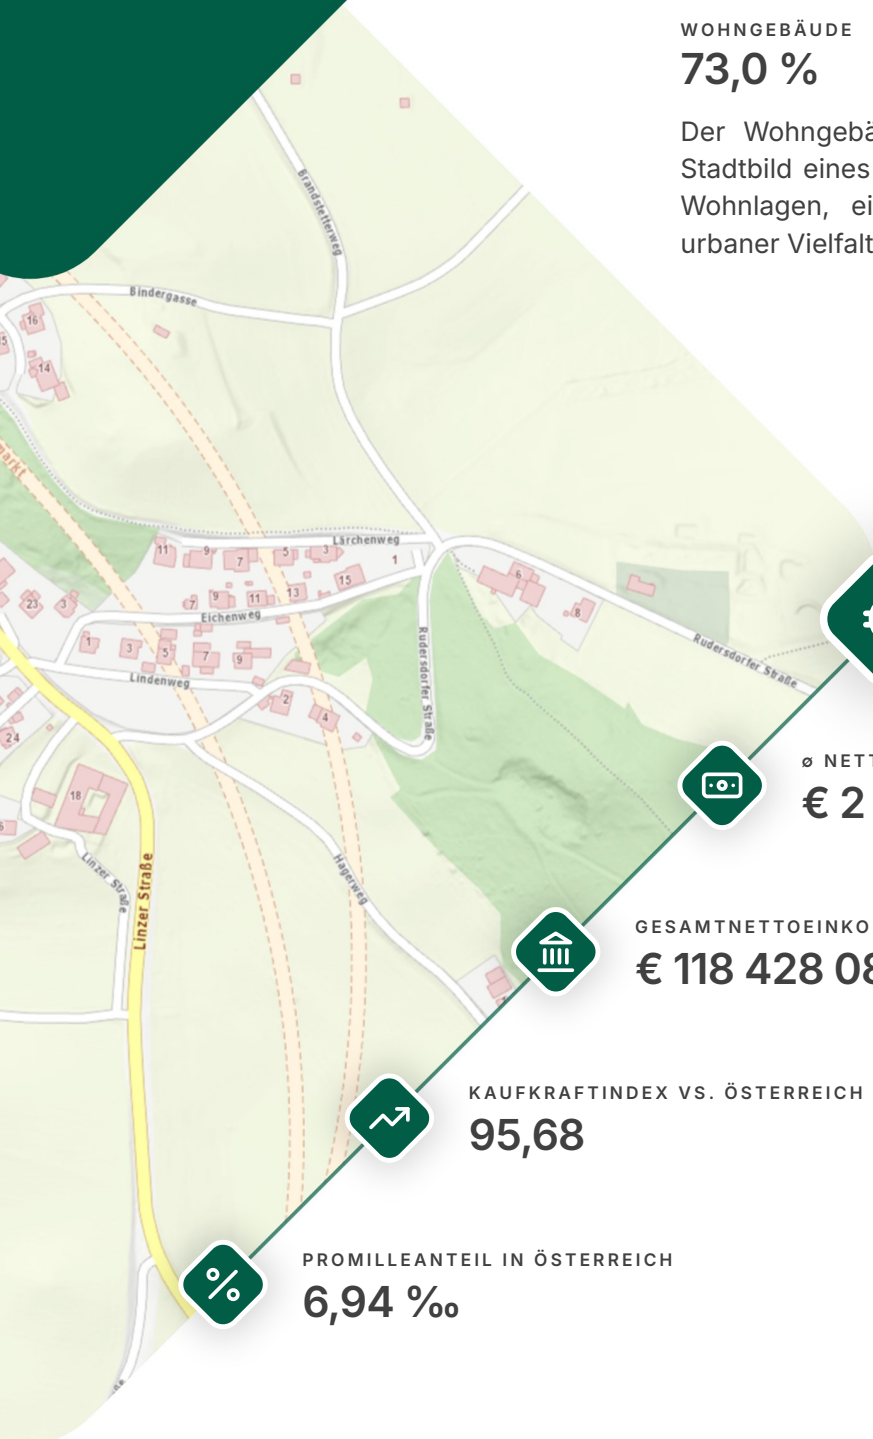 WOHNGEBÄUDE
73,0 %
Der Wohngebä
Stadtbild eines
Wohnlagen, ei
urbaner Vielfalt
Brandstetterweg
Bindergasse
16
5
14
markt
Lärchenweg
11
9
7
5
3
1
15
13
11
9
7
23
3
Eichenweg
6
8
1
3
5
7
9
Lindenweg
Rudersdorfer Straße
Rudersdorfer Straße
2
4
24
18
ø NETT
€ 2
Linzer Straße
Linzer Straße
Hagerweg
GESAMTNETTOEINKO
€ 118 428 08
KAUFKRAFTINDEX VS. ÖSTERREICH
95,68
PROMILLEANTEIL IN ÖSTERREICH
6,94 ‰